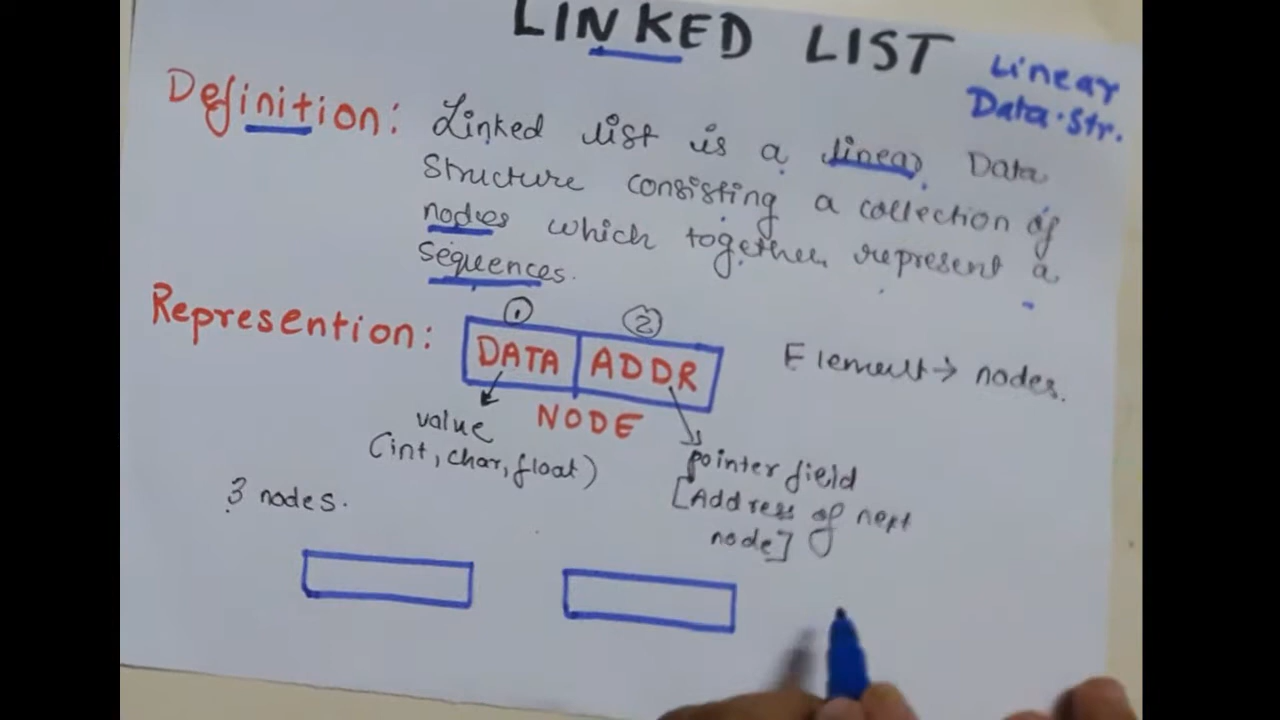 LINKED LIST
Linear
Data.Str.
Definition:
Linked list is a linear Data
Structure consisting a collection of
nodes which together represent a
sequences.
Represention:
1 2
DATA ADDR
NODE
Element → nodes.
value
(int, char, float)
pointer field
[Address of next
node]
3 nodes.